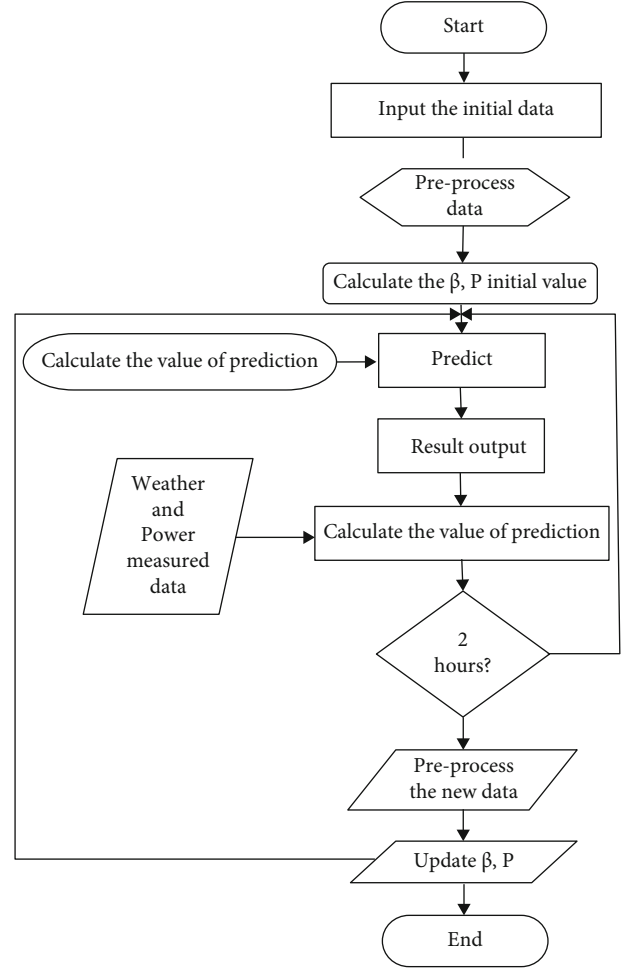 Start
Input the initial data
Pre-process
data
Calculate the β, P initial value
Calculate the value of prediction
Predict
Result output
Weather
and
Power
measured
data
Calculate the value of prediction
2
hours?
Pre-process
the new data
Update β, P
End